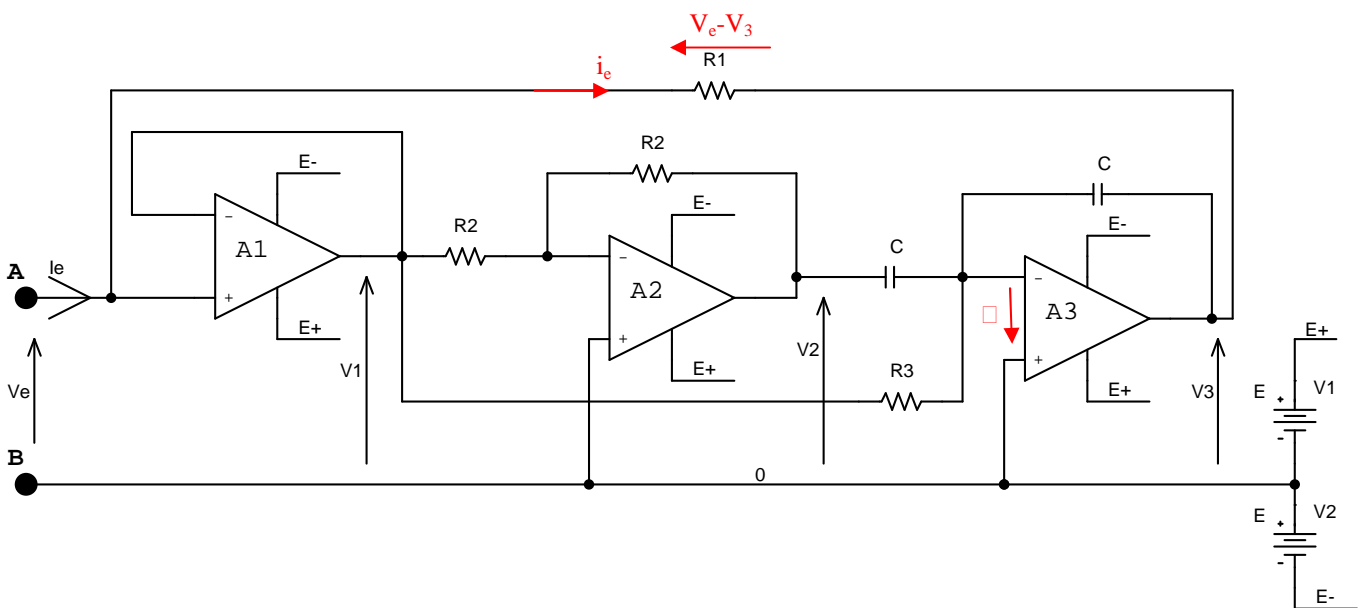 Ve-V3
R1
ie
E-
R2
C
E-
E-
R2
C
A1
A2
A3
A
Ie
E+
E+
E+
V1
V2
R3
V3
Ve
E+
E
+
V1
-
B
0
E
+
V2
-
E-
-
+
-
+
-
+